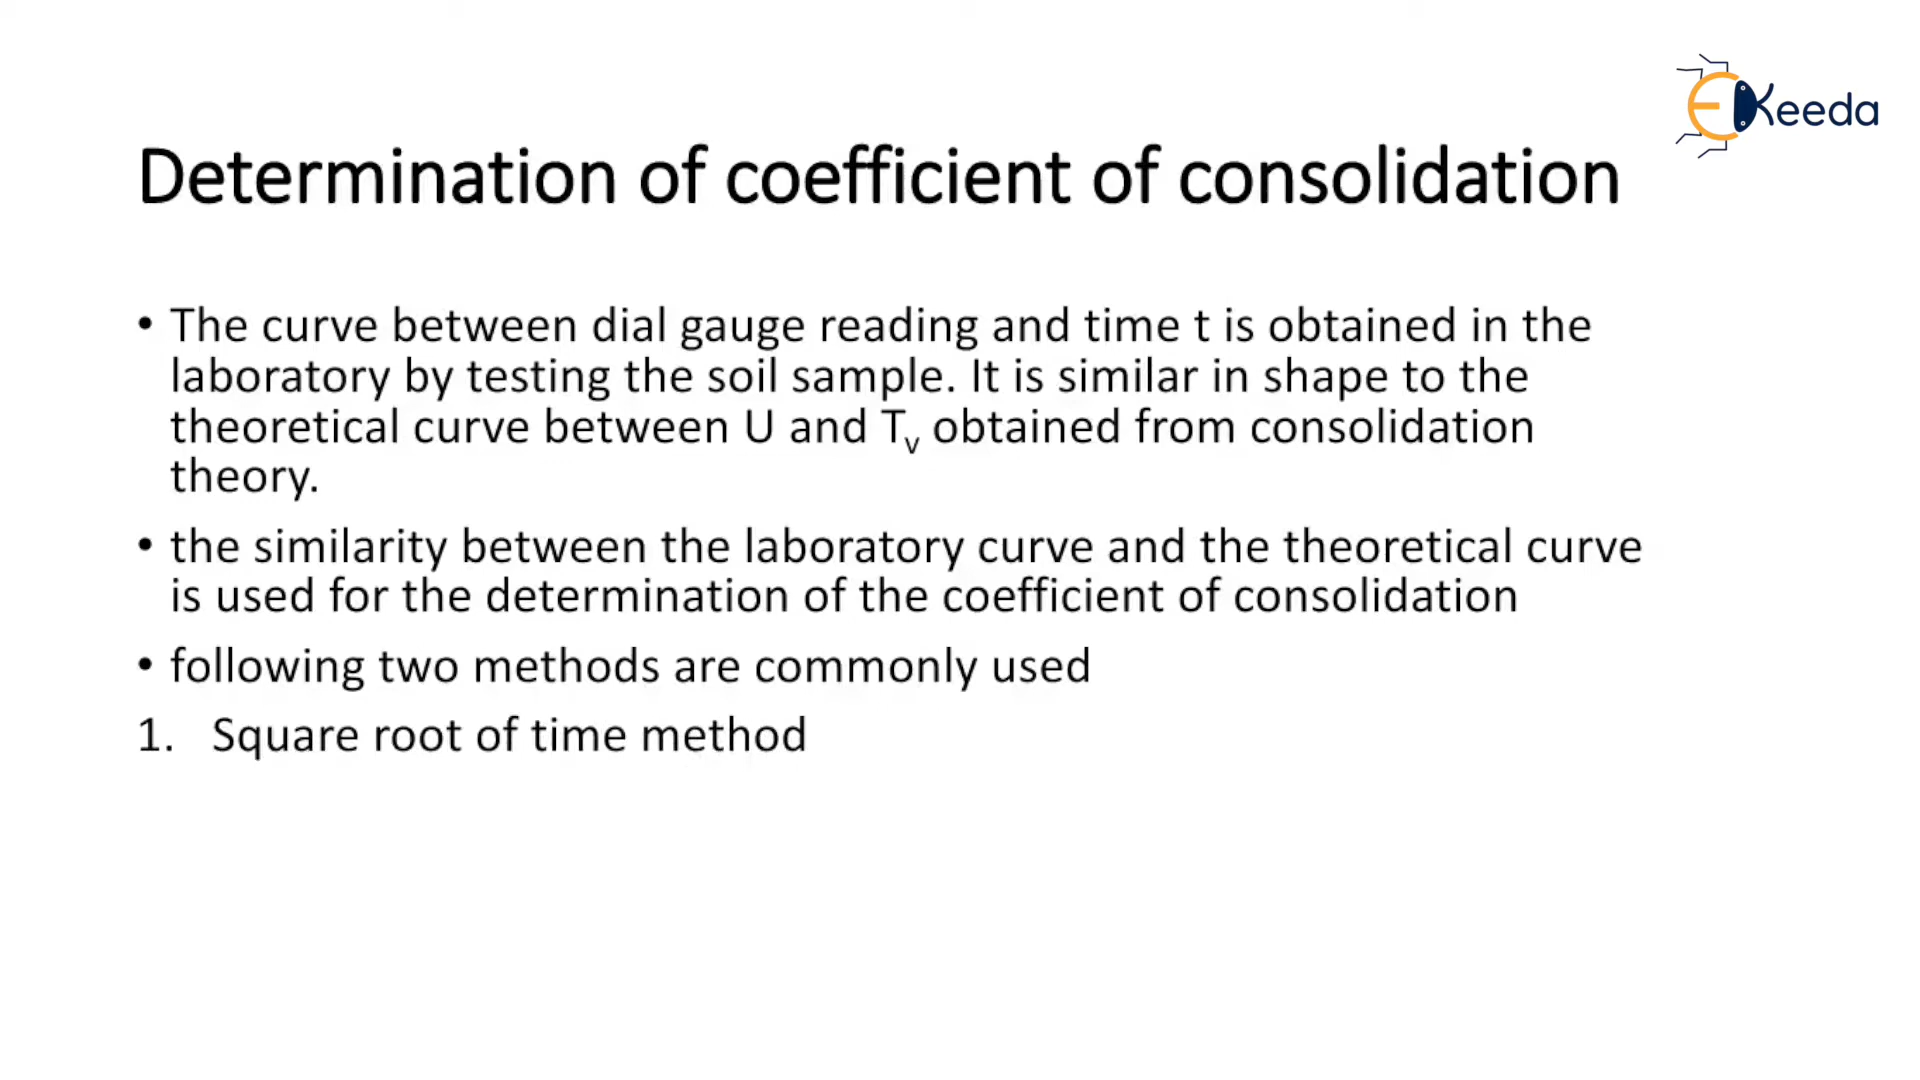 Keeda
Determination of coefficient of consolidation
• The curve between dial gauge reading and time t is obtained in the
laboratory by testing the soil sample. It is similar in shape to the
theoretical curve between U and Tv obtained from consolidation
theory.
• the similarity between the laboratory curve and the theoretical curve
is used for the determination of the coefficient of consolidation
• following two methods are commonly used
1. Square root of time method